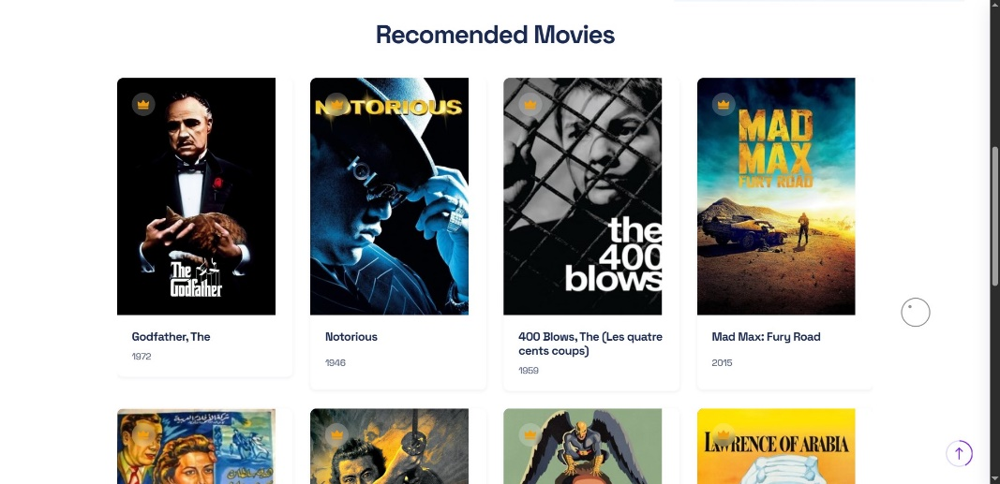 Recomended Movies
The
Godfather
NOTORIOUS
the
400
blows
MAD
MAX
FURY ROAD
Godfather, The
1972
Notorious
1946
400 Blows, The (Les quatre
cents coups)
1959
Mad Max: Fury Road
2015
LAWRENCE OF ARABIA